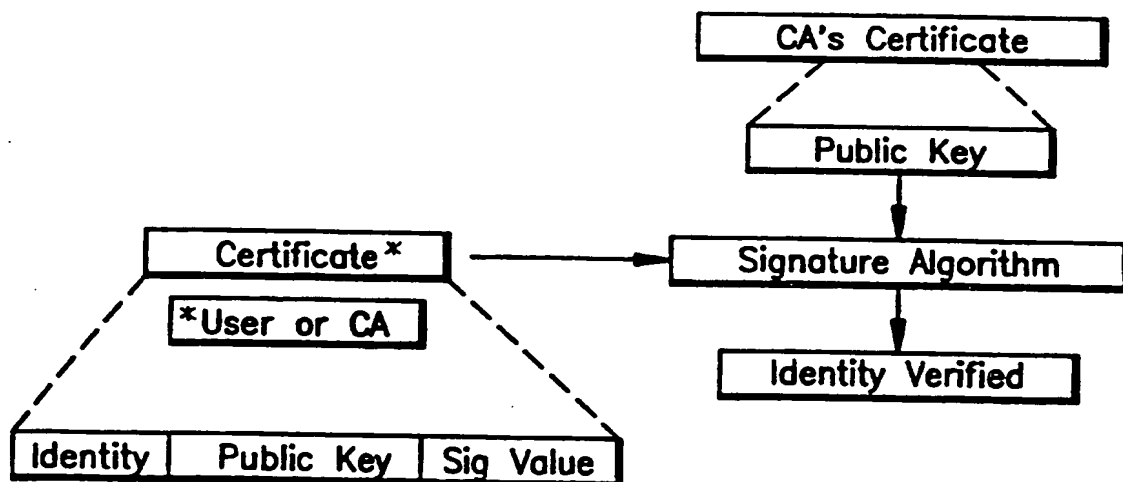 CA's Certificate
Public Key
Certificate*
Signature Algorithm
*User or CA
Identity Verified
Identity Public Key Sig Value